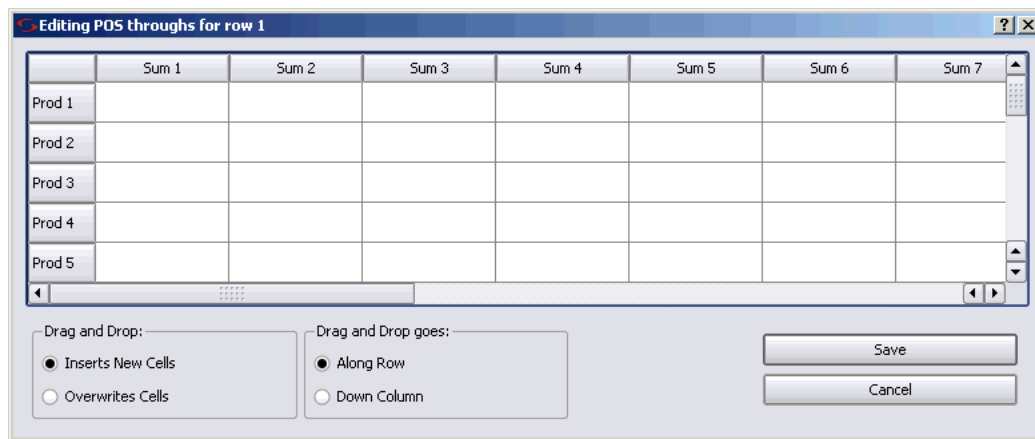 Editing POS throughs for row 1
Sum 1 Sum 2 Sum 3 Sum 4 Sum 5 Sum 6 Sum 7
Prod 1
Prod 2
Prod 3
Prod 4
Prod 5
Drag and Drop: Drag and Drop goes:
Inserts New Cells Along Row Save
Overwrites Cells Down Column Cancel